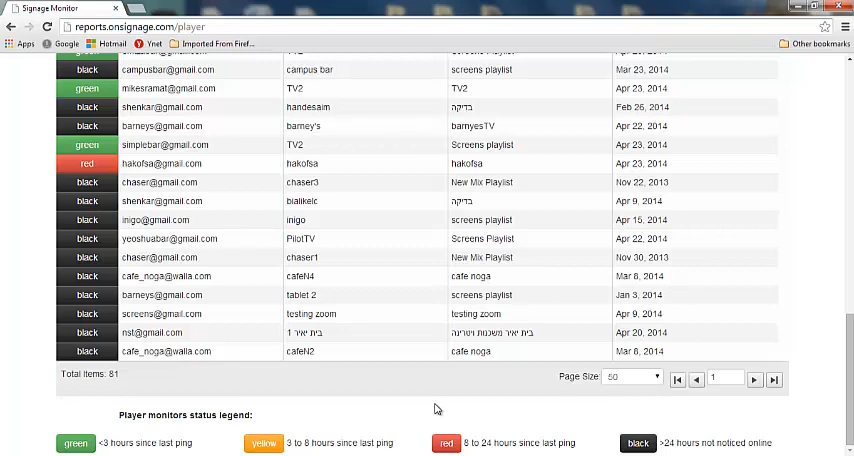 Signage Monitor
reports.onsignage.com/player
Apps Google Hotmail Ynet Imported From Firef... Other bookmarks
black campusbar@gmail.com campus bar screens playlist Mar 23, 2014
green mikesramat@gmail.com TV2 TV2 Apr 23, 2014
black shenkar@gmail.com handesaim בדיקה Feb 26, 2014
black barneys@gmail.com barney's barnyesTV Apr 22, 2014
green simplebar@gmail.com TV2 Screens playlist Apr 23, 2014
red hakofsa@gmail.com hakofsa hakofsa Apr 23, 2014
black chaser@gmail.com chaser3 New Mix Playlist Nov 22, 2013
black shenkar@gmail.com bialikelc בדיקה Apr 9, 2014
black inigo@gmail.com inigo screens playlist Apr 15, 2014
black yeoshuabar@gmail.com PilotTV Screens Playlist Apr 22, 2014
black chaser@gmail.com chaser1 New Mix Playlist Nov 30, 2013
black cafe_noga@walla.com cafeN4 cafe noga Mar 8, 2014
black barneys@gmail.com tablet 2 screens playlist Jan 3, 2014
black screens@gmail.com testing zoom testing zoom Apr 9, 2014
black nst@gmail.com בית יאיר 1 בית יאיר משכנות ויטרינה Apr 20, 2014
black cafe_noga@walla.com cafeN2 cafe noga Mar 8, 2014
Total Items: 81 Page Size: 50 1
Player monitors status legend:
green <3 hours since last ping yellow 3 to 8 hours since last ping red 8 to 24 hours since last ping black >24 hours not noticed online